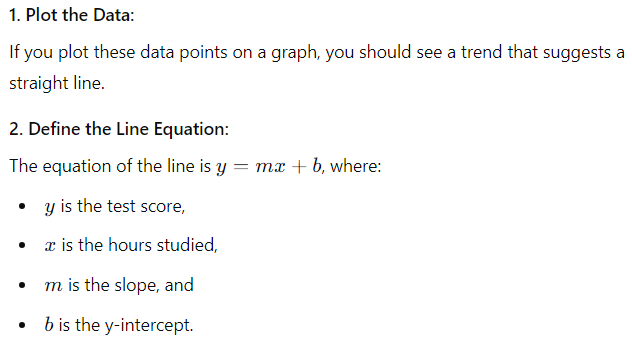 1. Plot the Data:
If you plot these data points on a graph, you should see a trend that suggests a
straight line.
2. Define the Line Equation:
The equation of the line is y = mx + b, where:
• y is the test score,
• x is the hours studied,
• m is the slope, and
• b is the y-intercept.